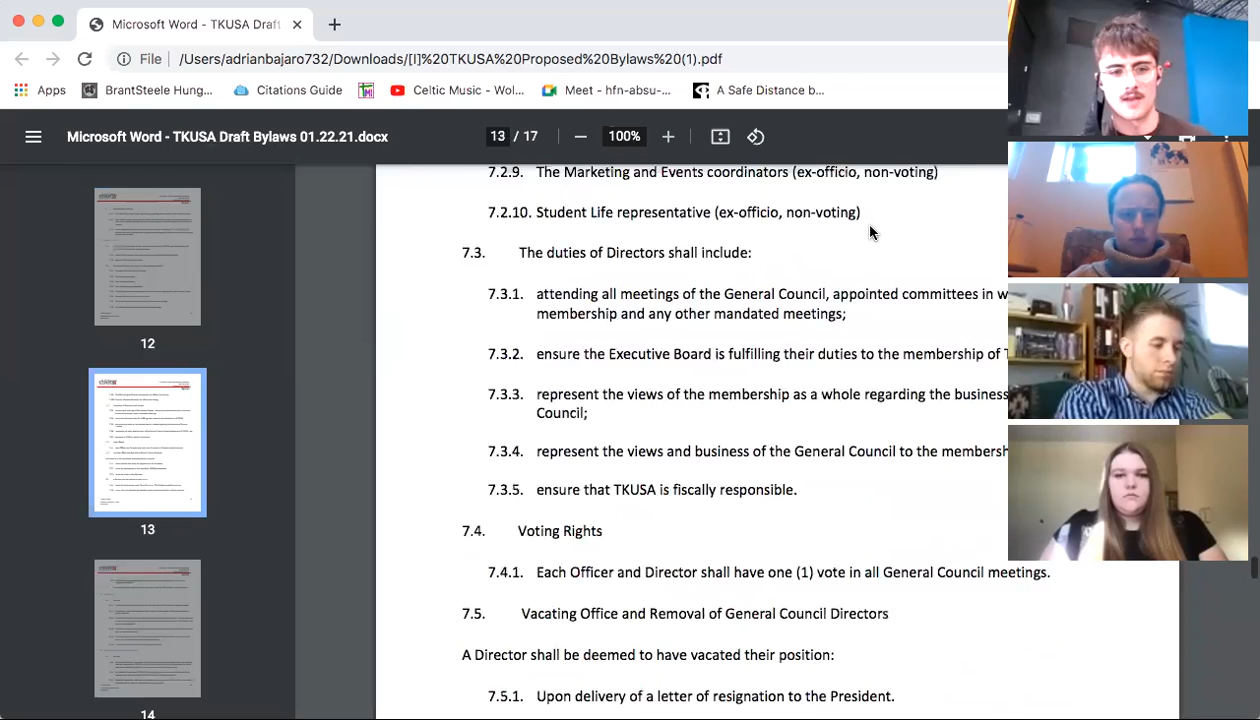 Microsoft Word - TKUSA Draft
File /Users/adrianbajaro732/Downloads/[I]%20TKUSA%20Proposed%20Bylaws%20(1).pdf
Apps BrantSteele Hung... Citations Guide Celtic Music - Wol... Meet - hfn-absu-... A Safe Distance b...
Microsoft Word - TKUSA Draft Bylaws 01.22.21.docx 13 / 17 100%
12
13
14
7.2.9. The Marketing and Events coordinators (ex-officio, non-voting)
7.2.10. Student Life representative (ex-officio, non-voting)
7.3. The duties of Directors shall include:
7.3.1. attending all meetings of the General Council, appointed committees in w
membership and any other mandated meetings;
7.3.2. ensure the Executive Board is fulfilling their duties to the membership of T
7.3.3. represent the views of the membership as a whole regarding the business
Council;
7.3.4. represent the views and business of the General Council to the membersh
7.3.5. ensure that TKUSA is fiscally responsible.
7.4. Voting Rights
7.4.1. Each Officer and Director shall have one (1) vote in all General Council meetings.
7.5. Vacating Office and Removal of General Council Directors
A Director shall be deemed to have vacated their position:
7.5.1. Upon delivery of a letter of resignation to the President.